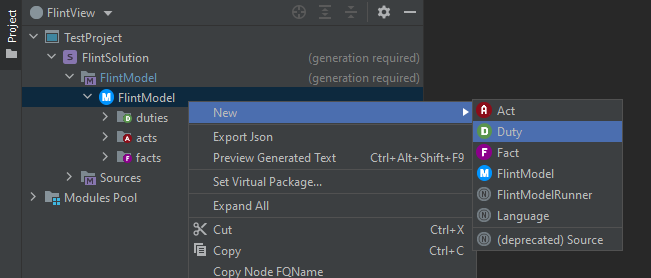 Project
FlintView
TestProject
FlintSolution (generation required)
FlintModel (generation required)
FlintModel
duties
acts
facts
Sources
Modules Pool
New
Export Json
Preview Generated Text Ctrl+Alt+Shift+F9
Set Virtual Package...
Expand All
Cut Ctrl+X
Copy Ctrl+C
Copy Node FQName
Act
Duty
Fact
FlintModel
FlintModelRunner
Language
(deprecated) Source